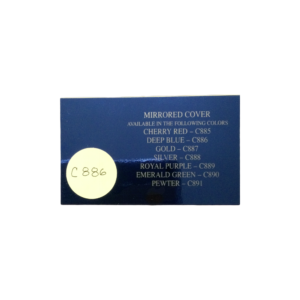 MIRRORED COVER
AVAILABLE IN THE FOLLOWING COLORS
CHERRY RED – C885
DEEP BLUE – C886
GOLD – C887
SILVER – C888
ROYAL PURPLE – C889
EMERALD GREEN – C890
PEWTER – C891
C886